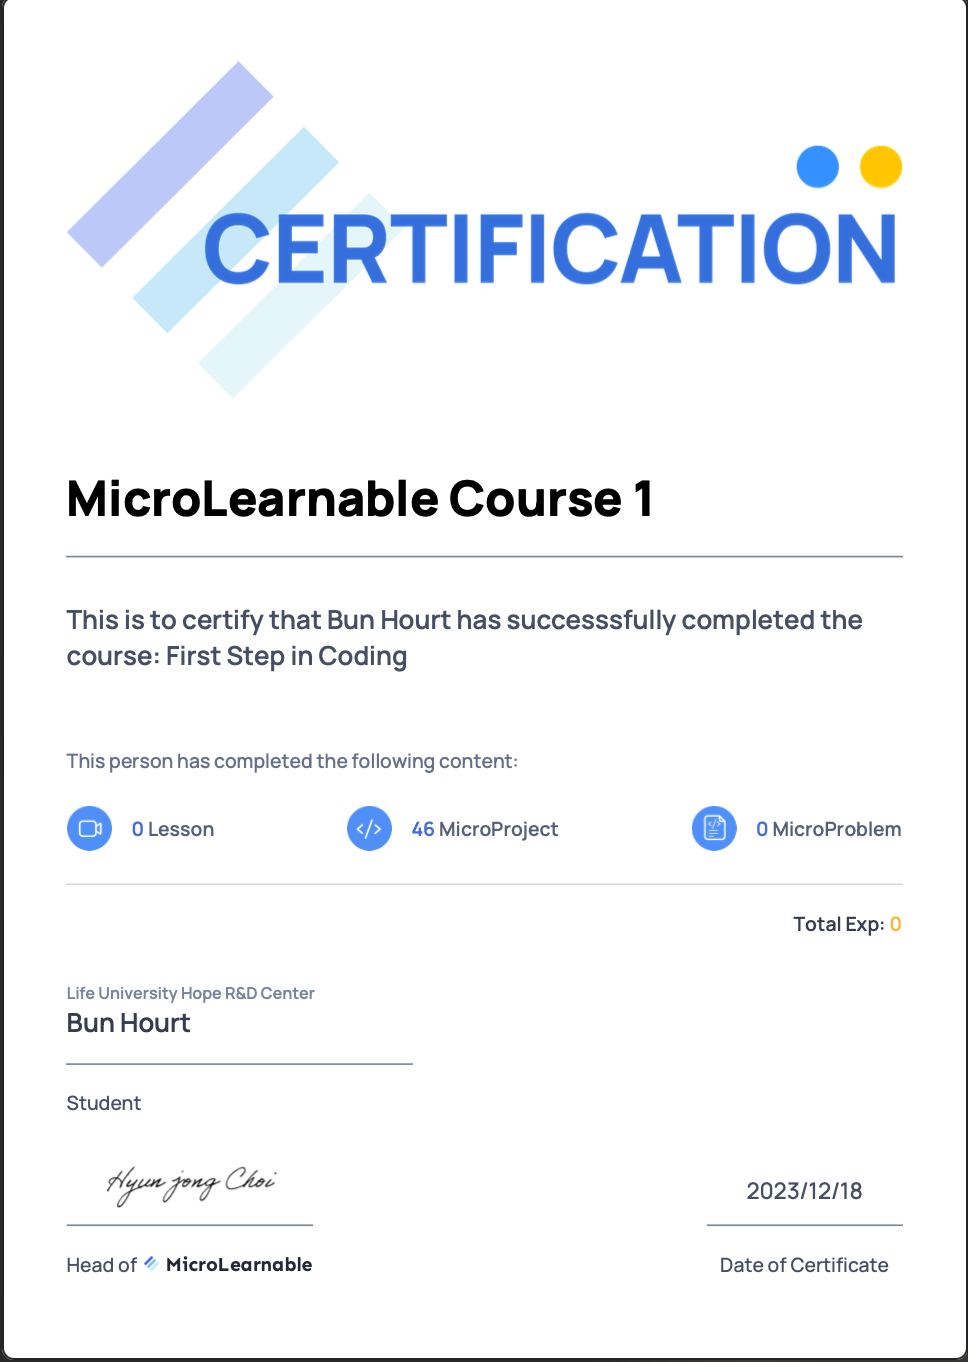 CERTIFICATION
MicroLearnable Course 1
This is to certify that Bun Hourt has successsfully completed the
course: First Step in Coding
This person has completed the following content:
0 Lesson
46 MicroProject
0 MicroProblem
Total Exp: 0
Life University Hope R&D Center
Bun Hourt
Student
Hyun jong Choi
2023/12/18
Head of MicroLearnable
Date of Certificate